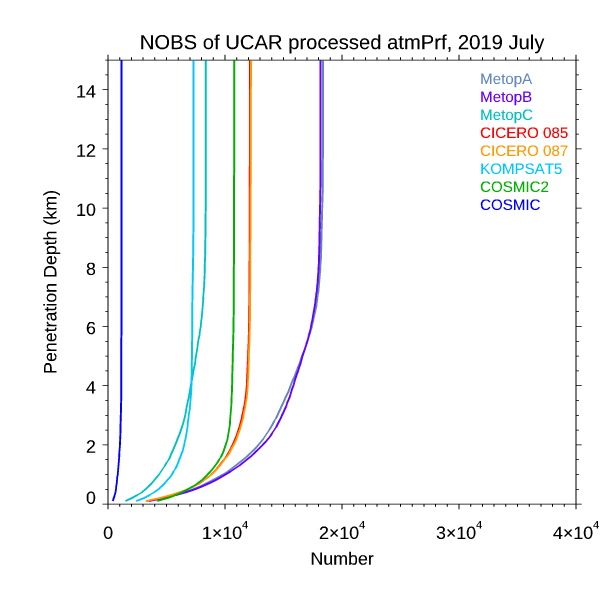 NOBS of UCAR processed atmPrf, 2019 July
14
12
10
8
6
4
2
0
Penetration Depth (km)
MetopA
MetopB
MetopC
CICERO 085
CICERO 087
KOMPSAT5
COSMIC2
COSMIC
0 1×10⁴ 2×10⁴ 3×10⁴ 4×10⁴
Number